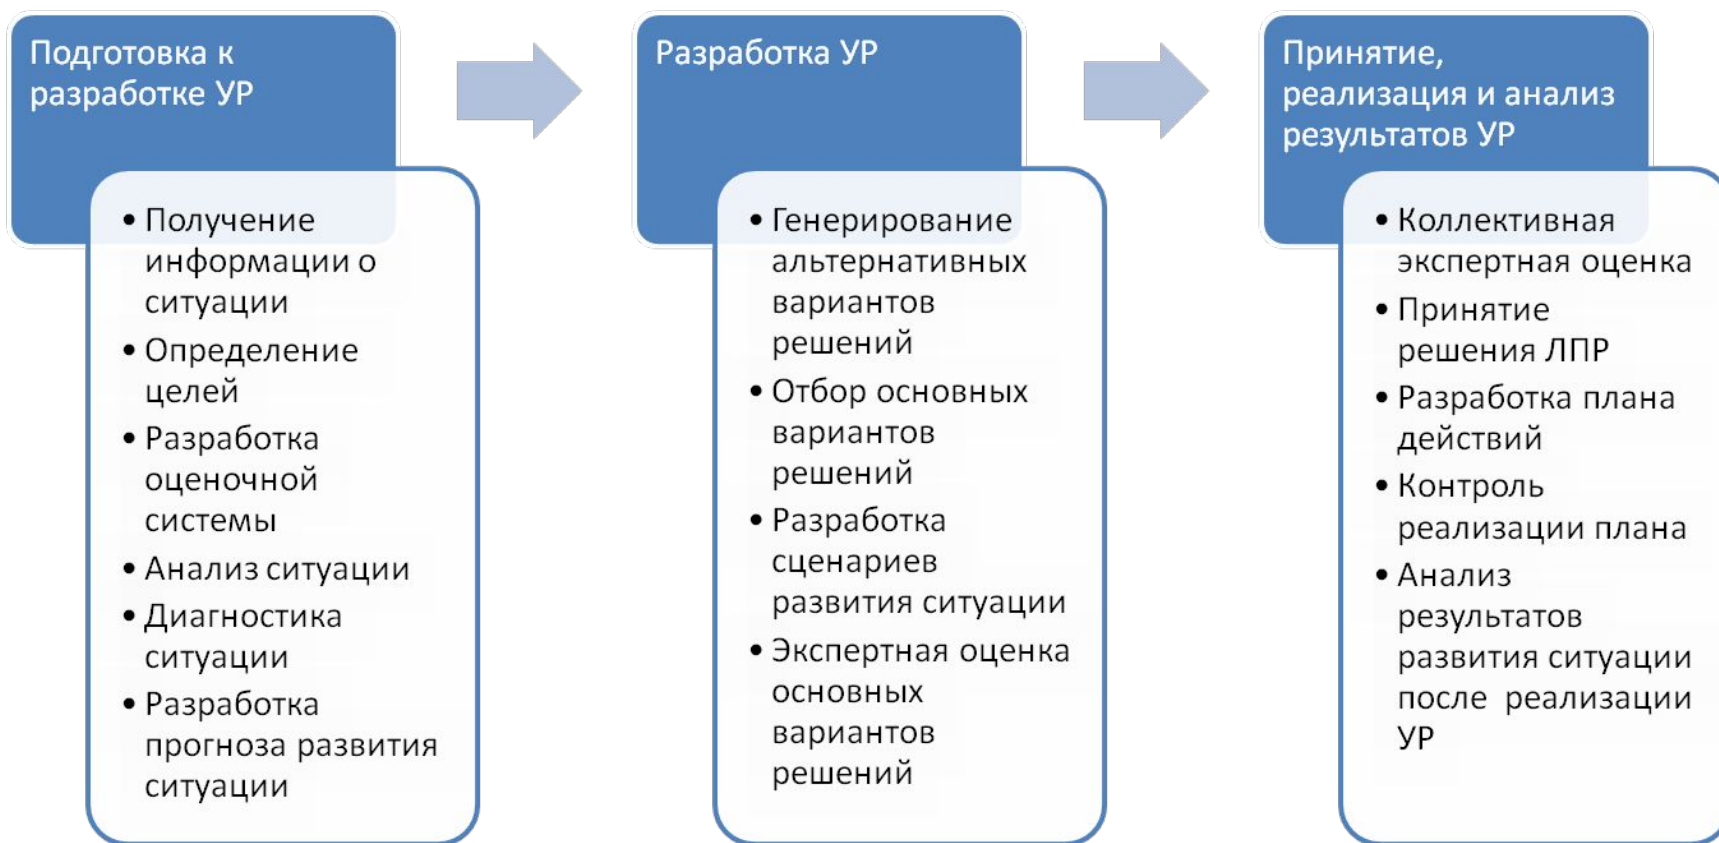 Подготовка к
разработке УР
• Получение
информации о
ситуации
• Определение
целей
• Разработка
оценочной
системы
• Анализ ситуации
• Диагностика
ситуации
• Разработка
прогноза развития
ситуации
Разработка УР
• Генерирование
альтернативных
вариантов
решений
• Отбор основных
вариантов
решений
• Разработка
сценариев
развития ситуации
• Экспертная оценка
основных
вариантов
решений
Принятие,
реализация и анализ
результатов УР
• Коллективная
экспертная оценка
• Принятие
решения ЛПР
• Разработка плана
действий
• Контроль
реализации плана
• Анализ
результатов
развития ситуации
после реализации
УР